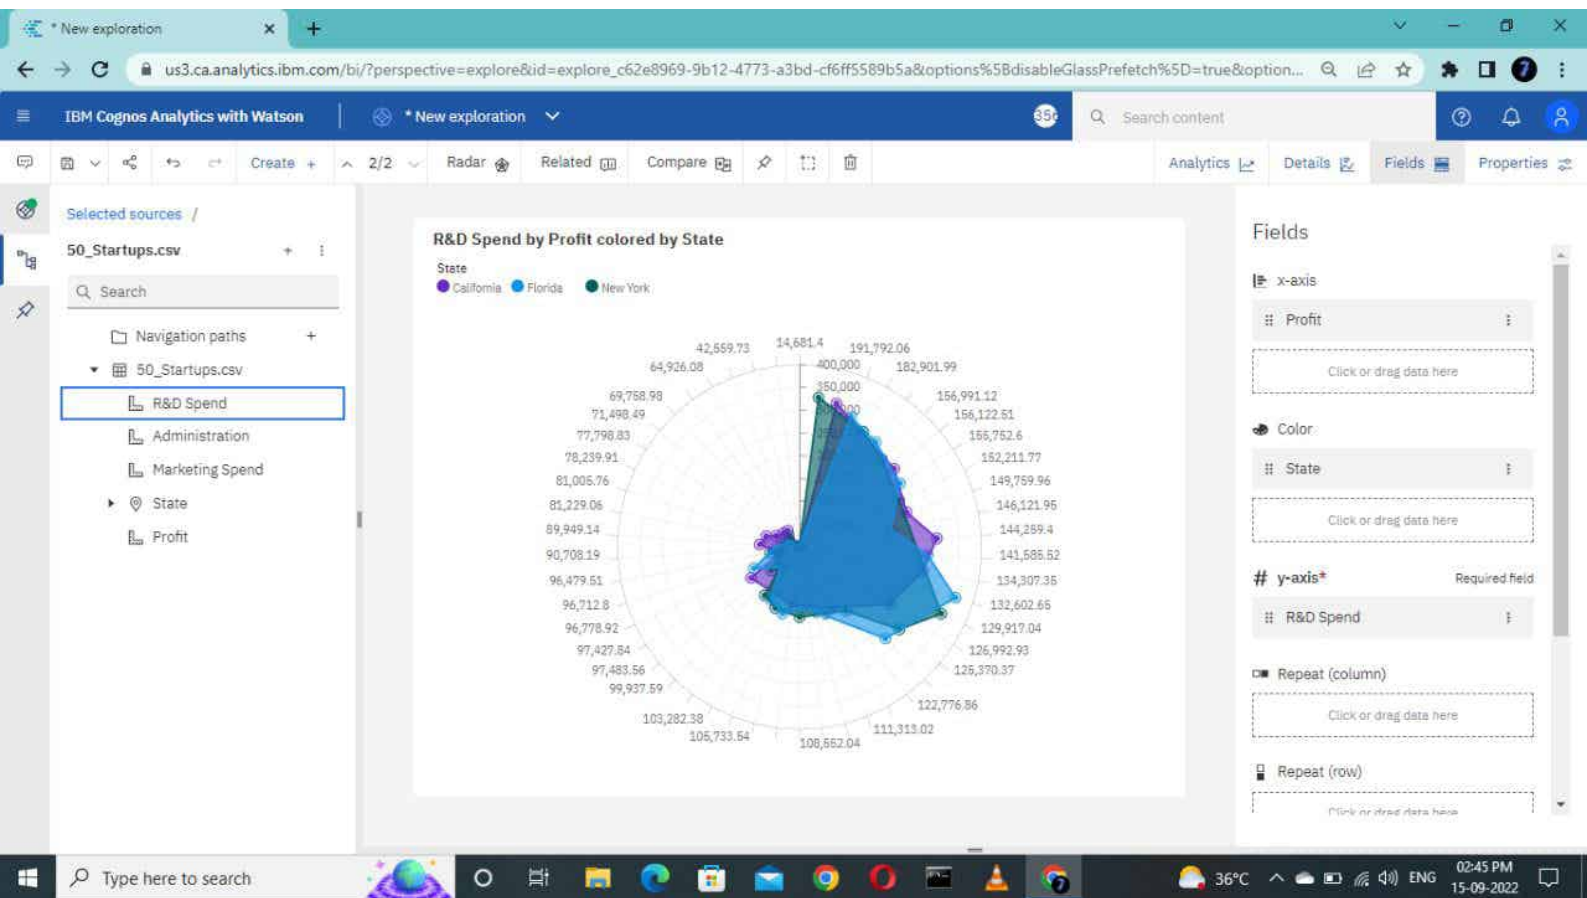 * New exploration
us3.ca.analytics.ibm.com/bi/?perspective=explore&id=explore_c62e8969-9b12-4773-a3bd-cf6ff5589b5a&options%5BdisableGlassPrefetch%5D=true&option...
IBM Cognos Analytics with Watson
* New exploration
Search content
Create +
2/2
Radar
Related
Compare
Analytics
Details
Fields
Properties
Selected sources /
50_Startups.csv
Search
Navigation paths
50_Startups.csv
R&D Spend
Administration
Marketing Spend
State
Profit
R&D Spend by Profit colored by State
State
California
Florida
New York
14,681.4
191,792.06
182,901.99
156,991.12
156,122.51
155,752.6
152,211.77
149,759.96
146,121.95
144,259.4
141,585.52
134,307.35
132,602.65
129,917.04
126,992.93
125,370.37
122,776.86
111,313.02
108,552.04
105,733.54
103,282.38
99,937.59
97,483.56
97,427.84
96,778.92
96,712.8
96,479.51
90,708.19
89,949.14
81,229.06
81,005.76
78,239.91
77,798.83
71,498.49
69,758.98
64,926.08
42,559.73
400,000
350,000
Fields
x-axis
Profit
Click or drag data here
Color
State
Click or drag data here
# y-axis*
Required field
R&D Spend
Repeat (column)
Click or drag data here
Repeat (row)
Click or drag data here
Type here to search
36°C
ENG
02:45 PM
15-09-2022